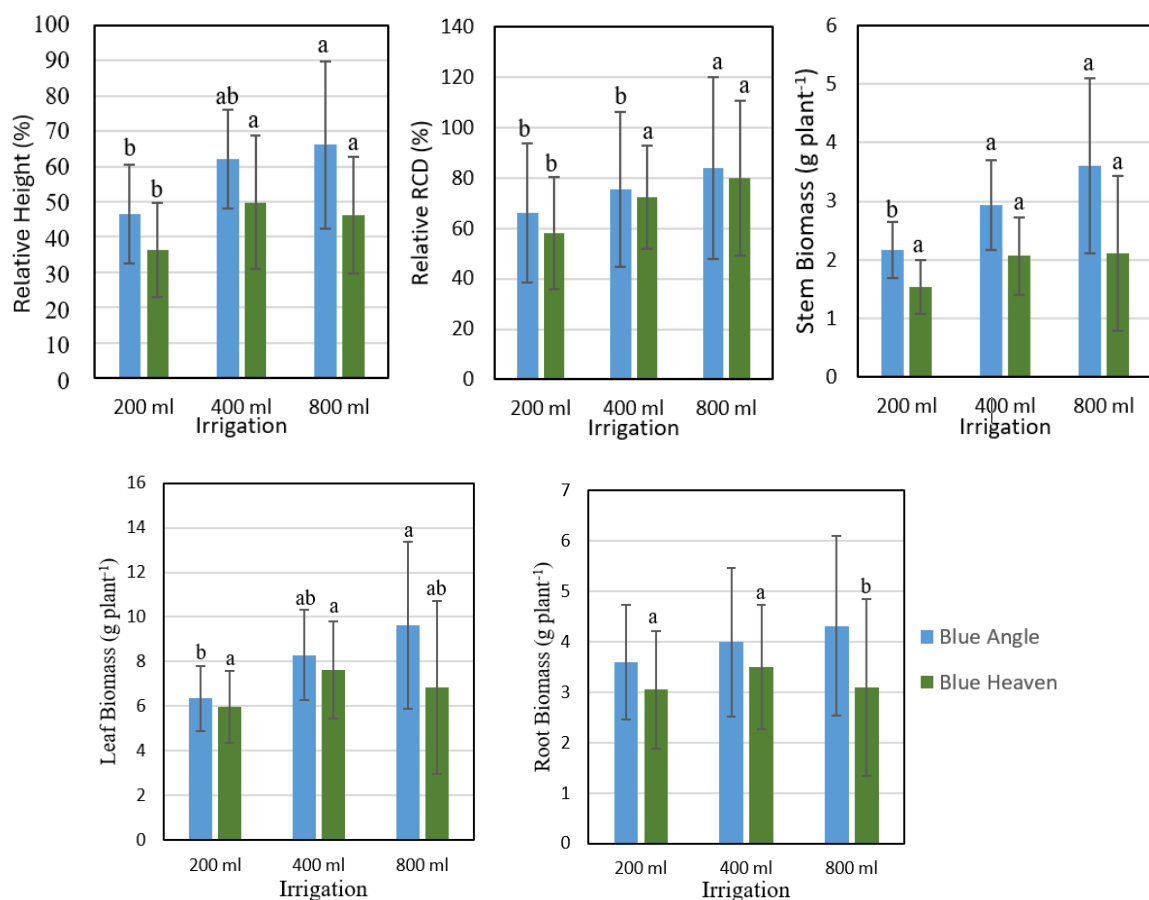 Relative Height (%)
100
90
80
70
60
50
40
30
20
10
0
b
b
ab
a
a
a
200 ml
400 ml
800 ml
Irrigation
Relative RCD (%)
140
120
100
80
60
40
20
0
b
b
b
a
a
a
200 ml
400 ml
800 ml
Irrigation
Stem Biomass (g plant⁻¹)
6
5
4
3
2
1
0
b
a
a
a
a
a
200 ml
400 ml
800 ml
Irrigation
Leaf Biomass (g plant⁻¹)
16
14
12
10
8
6
4
2
0
b
a
ab
a
a
ab
200 ml
400 ml
800 ml
Irrigation
Root Biomass (g plant⁻¹)
7
6
5
4
3
2
1
0
a
a
b
200 ml
400 ml
800 ml
Irrigation
Blue Angle
Blue Heaven